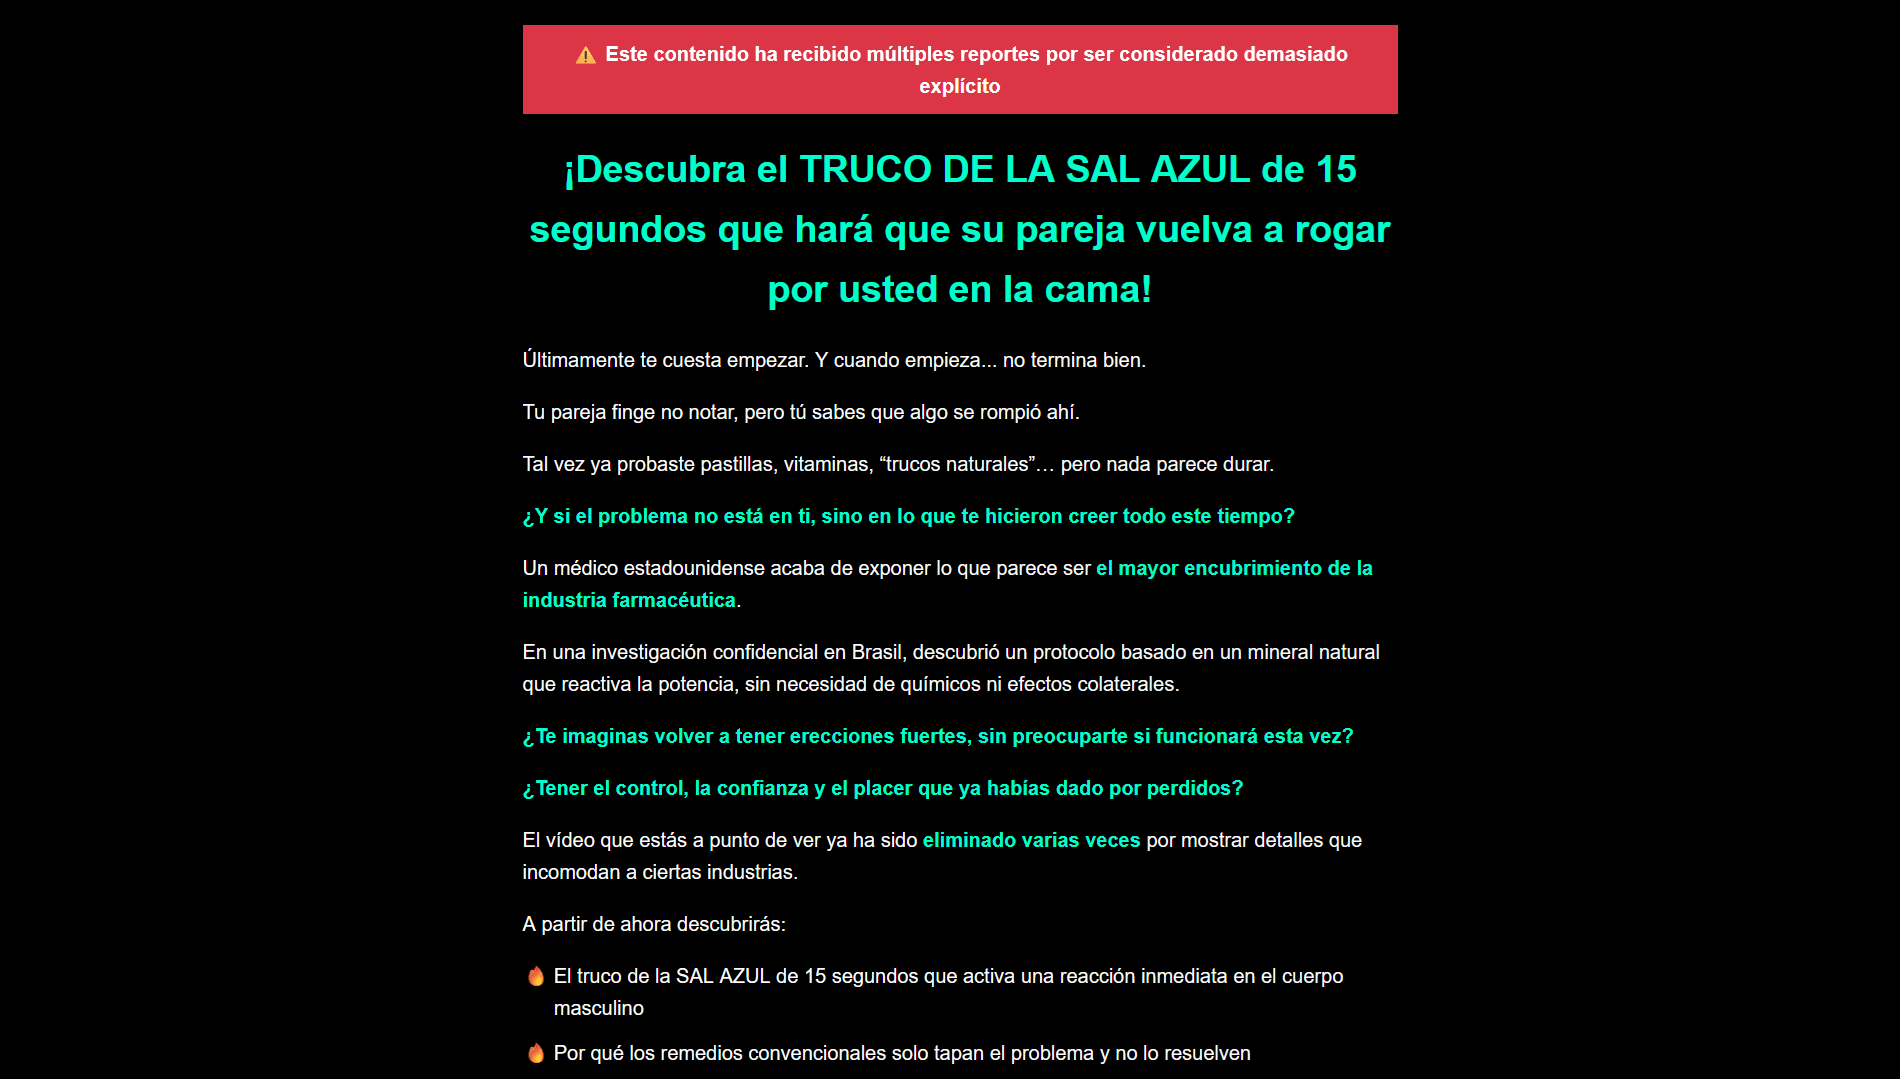 ⚠️ Este contenido ha recibido múltiples reportes por ser considerado demasiado
explícito
¡Descubra el TRUCO DE LA SAL AZUL de 15
segundos que hará que su pareja vuelva a rogar
por usted en la cama!
Últimamente te cuesta empezar. Y cuando empieza... no termina bien.
Tu pareja finge no notar, pero tú sabes que algo se rompió ahí.
Tal vez ya probaste pastillas, vitaminas, “trucos naturales”… pero nada parece durar.
¿Y si el problema no está en ti, sino en lo que te hicieron creer todo este tiempo?
Un médico estadounidense acaba de exponer lo que parece ser el mayor encubrimiento de la
industria farmacéutica.
En una investigación confidencial en Brasil, descubrió un protocolo basado en un mineral natural
que reactiva la potencia, sin necesidad de químicos ni efectos colaterales.
¿Te imaginas volver a tener erecciones fuertes, sin preocuparte si funcionará esta vez?
¿Tener el control, la confianza y el placer que ya habías dado por perdidos?
El vídeo que estás a punto de ver ya ha sido eliminado varias veces por mostrar detalles que
incomodan a ciertas industrias.
A partir de ahora descubrirás:
🔥 El truco de la SAL AZUL de 15 segundos que activa una reacción inmediata en el cuerpo
masculino
🔥 Por qué los remedios convencionales solo tapan el problema y no lo resuelven